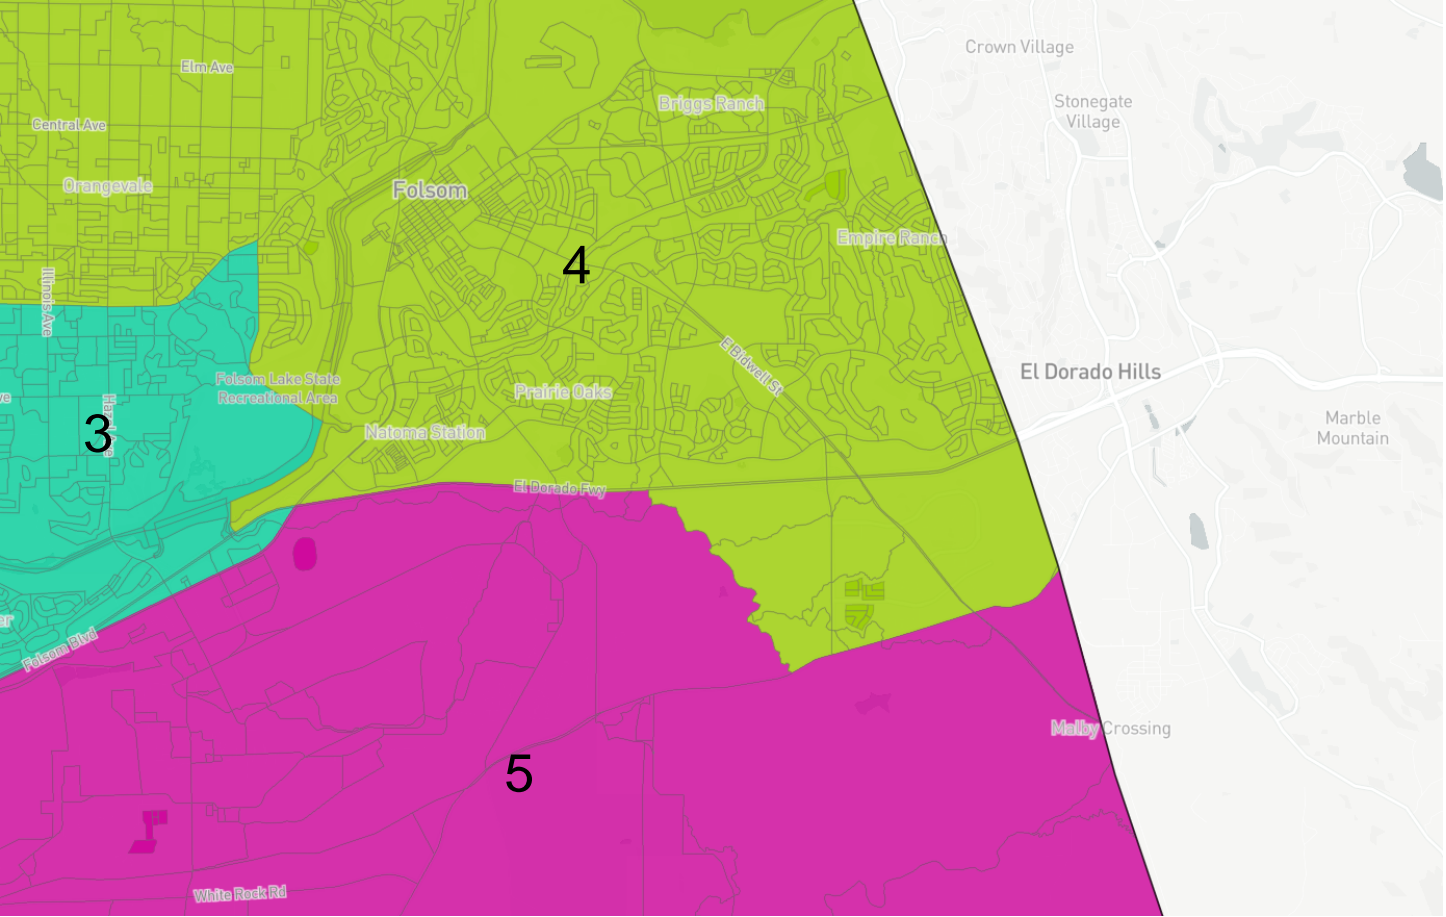 Crown Village
Elm Ave
Stonegate
Village
Briggs Ranch
Central Ave
Orangevale
Folsom
Empire Ranch
4
Illinois Ave
E Bidwell St
El Dorado Hills
Folsom Lake State
Recreational Area
Prairie Oaks
ve
Marble
Mountain
3
Natoma Station
El Dorado Fwy
er
Folsom Blvd
Malby Crossing
5
White Rock Rd